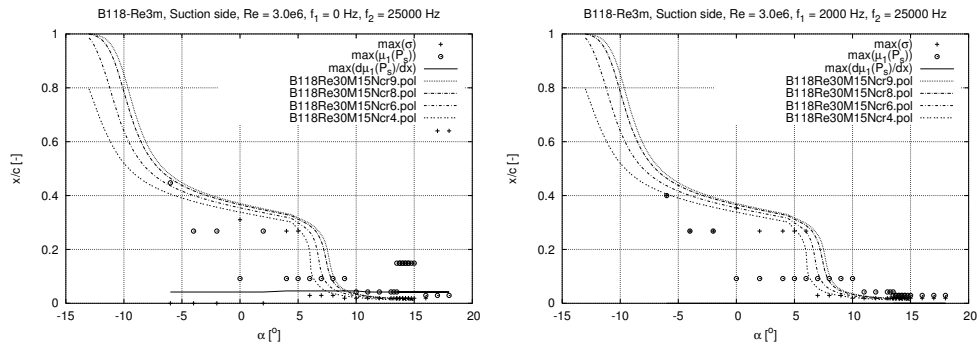 B118-Re3m, Suction side, Re = 3.0e6, f₁ = 0 Hz, f₂ = 25000 Hz
max(σ)
max(μ₁(Pₛ))
max(dμ₁(Pₛ)/dx)
B118Re30M15Ncr9.pol
B118Re30M15Ncr8.pol
B118Re30M15Ncr6.pol
B118Re30M15Ncr4.pol
x/c [-]
1
0.8
0.6
0.4
0.2
0
-15 -10 -5 0 5 10 15 20
α [°]
B118-Re3m, Suction side, Re = 3.0e6, f₁ = 2000 Hz, f₂ = 25000 Hz
max(σ)
max(μ₁(Pₛ))
max(dμ₁(Pₛ)/dx)
B118Re30M15Ncr9.pol
B118Re30M15Ncr8.pol
B118Re30M15Ncr6.pol
B118Re30M15Ncr4.pol
x/c [-]
1
0.8
0.6
0.4
0.2
0
-15 -10 -5 0 5 10 15 20
α [°]